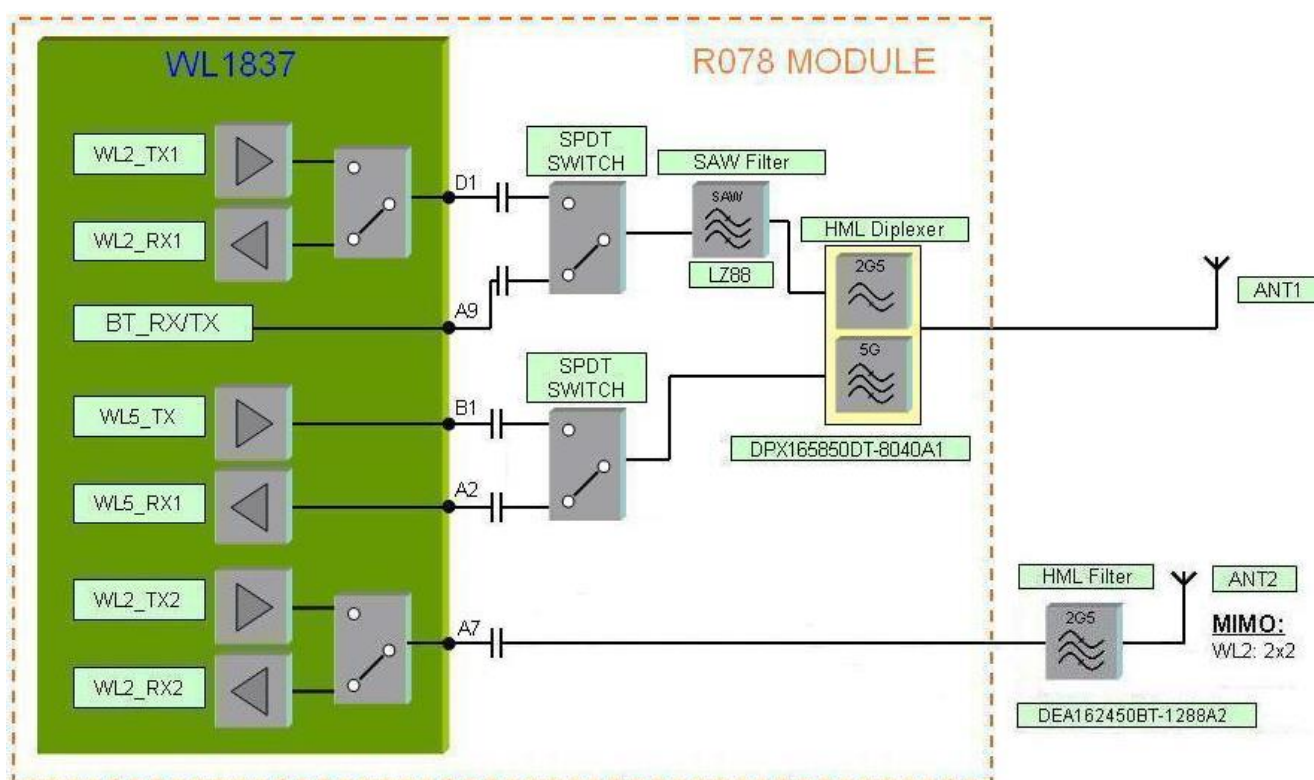 WL1837
R078 MODULE
WL2_TX1
WL2_RX1
BT_RX/TX
WL5_TX
WL5_RX1
WL2_TX2
WL2_RX2
D1
A9
B1
A2
A7
SPDT
SWITCH
SAW Filter
SAW
LZ88
HML Diplexer
2G5
5G
DPX165850DT-8040A1
SPDT
SWITCH
ANT1
HML Filter
2G5
DEA162450BT-1288A2
ANT2
MIMO:
WL2: 2x2